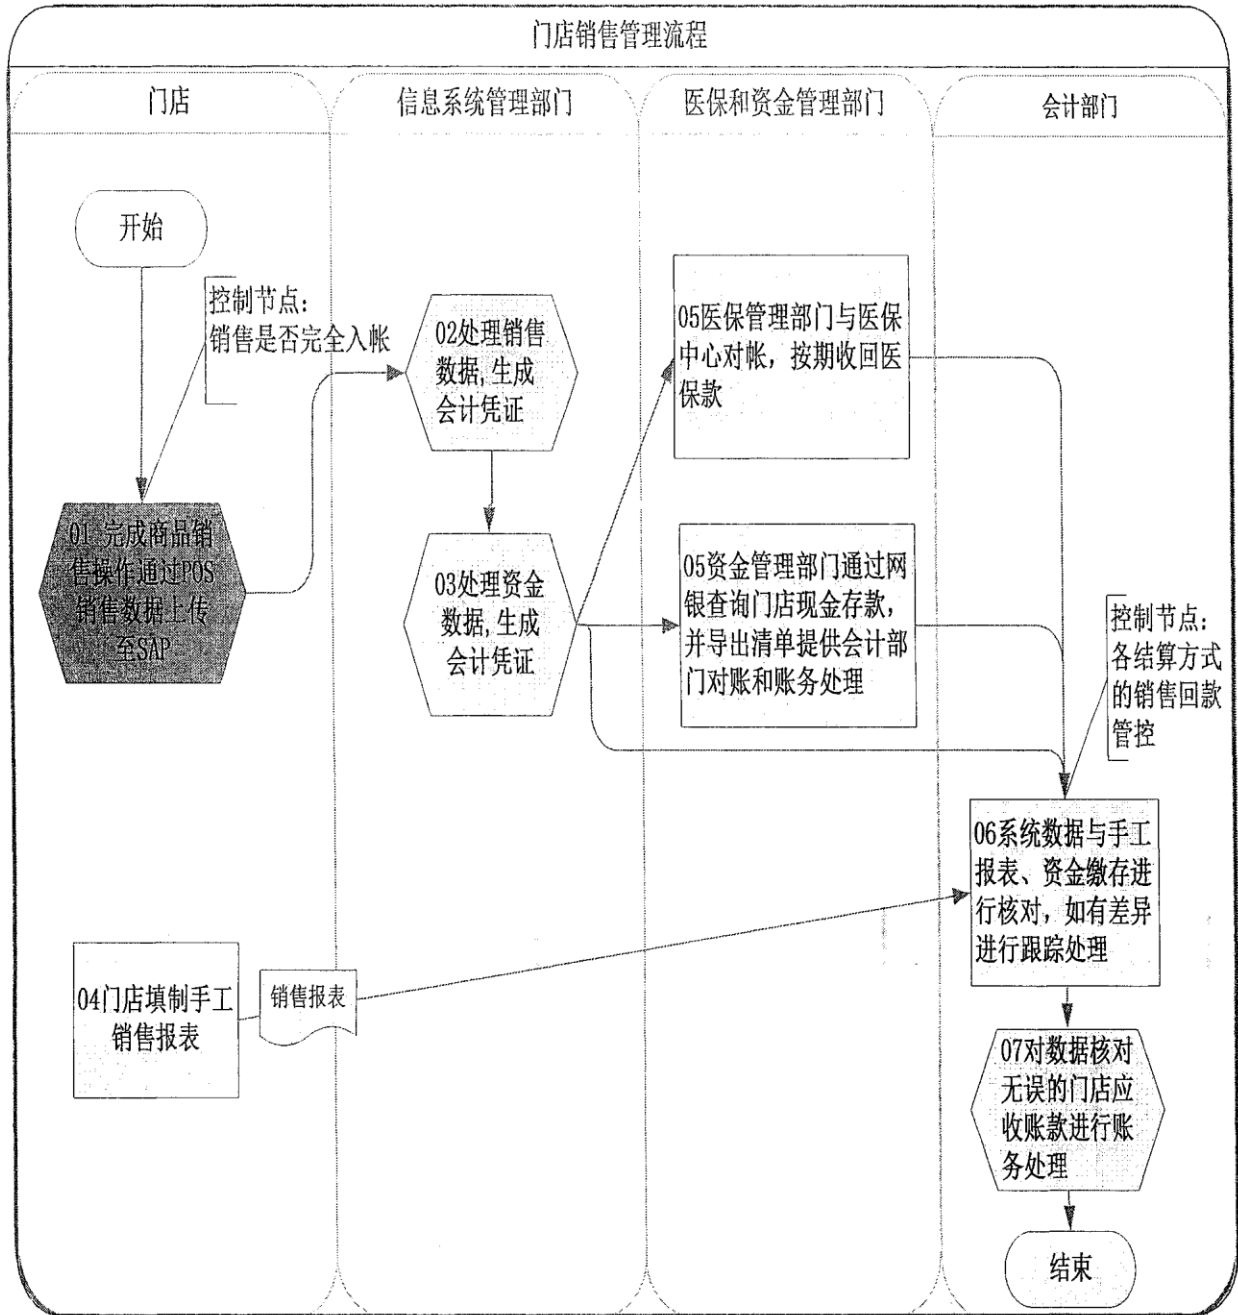 门店销售管理流程
门店
信息系统管理部门
医保和资金管理部门
会计部门
开始
控制节点：
销售是否完全入帐
01 完成商品销
售操作通过POS
销售数据上传
至SAP
02处理销售
数据,生成
会计凭证
03处理资金
数据,生成
会计凭证
05医保管理部门与医保
中心对帐，按期收回医
保款
05资金管理部门通过网
银查询门店现金存款，
并导出清单提供会计部
门对账和账务处理
控制节点：
各结算方式
的销售回款
管控
04门店填制手工
销售报表
销售报表
06系统数据与手工
报表、资金缴存进
行核对，如有差异
进行跟踪处理
07对数据核对
无误的门店应
收账款进行账
务处理
结束